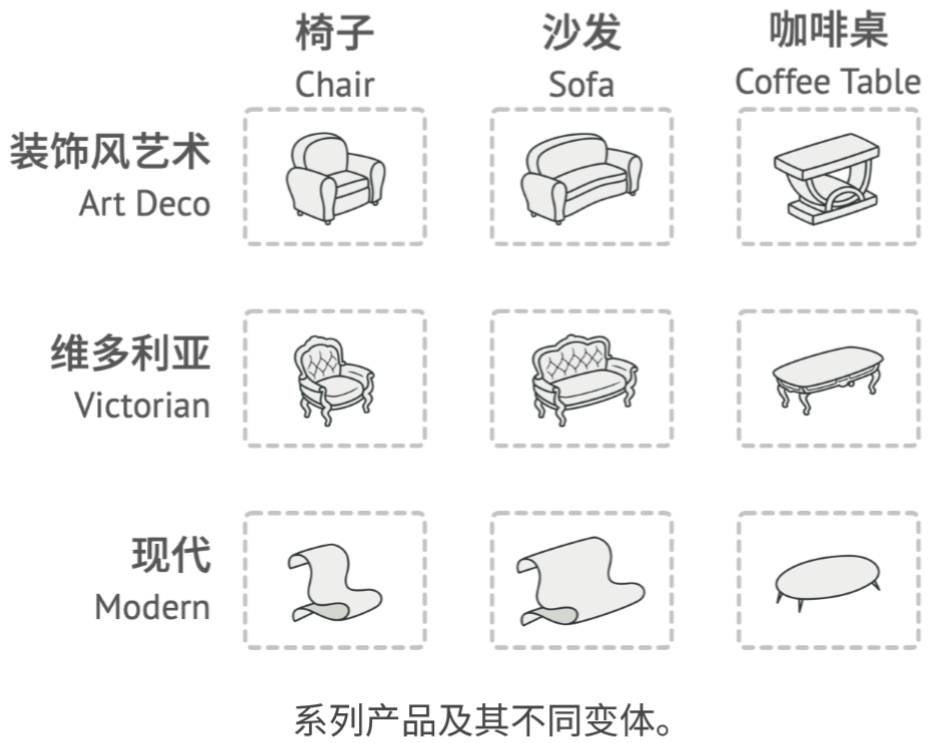 椅子
Chair
沙发
Sofa
咖啡桌
Coffee Table
装饰风艺术
Art Deco
维多利亚
Victorian
现代
Modern
系列产品及其不同变体。